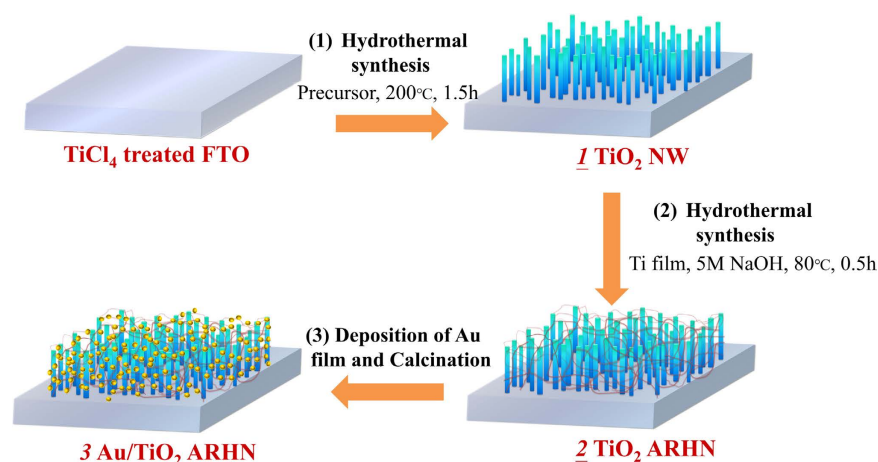 (1) Hydrothermal
synthesis
Precursor, 200°C, 1.5h
TiCl₄ treated FTO
1 TiO₂ NW
(2) Hydrothermal
synthesis
Ti film, 5M NaOH, 80°C, 0.5h
(3) Deposition of Au
film and Calcination
3 Au/TiO₂ ARHN
2 TiO₂ ARHN